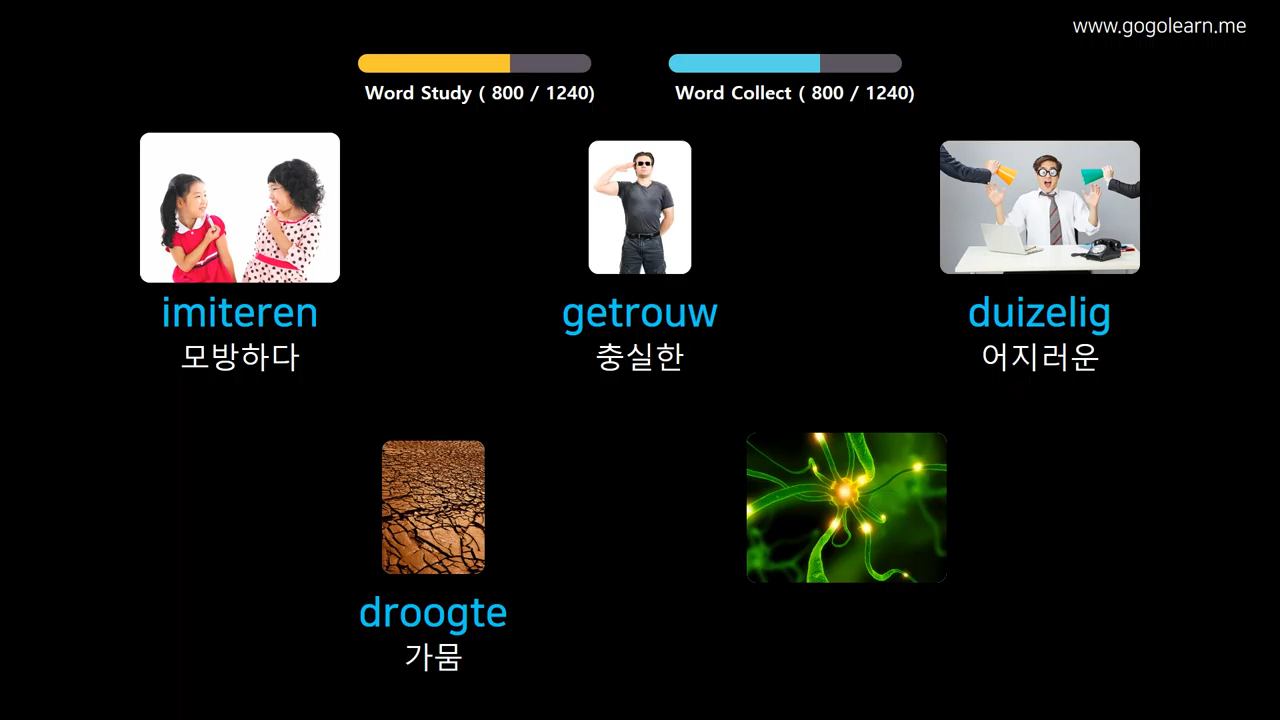 www.gogolearn.me
Word Study ( 800 / 1240)
Word Collect ( 800 / 1240)
imiteren
모방하다
getrouw
충실한
duizelig
어지러운
droogte
가뭄